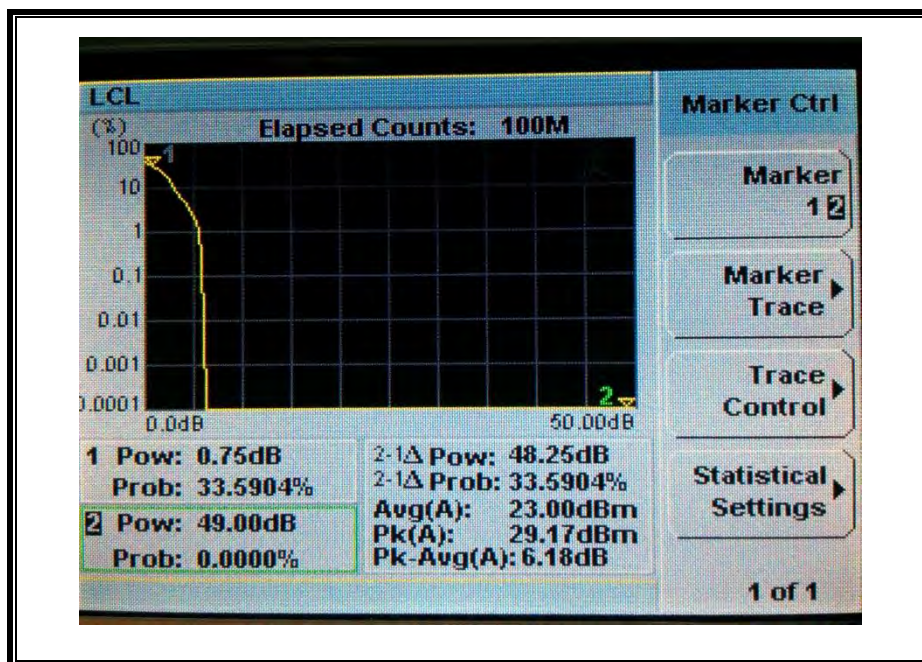 LCL
Marker Ctrl
(%)
Elapsed Counts: 100M
100
1
10
1
0.1
0.01
0.001
0.0001
2
0.0dB
50.00dB
Marker
1 2
Marker
Trace
Trace
Control
Statistical
Settings
1 of 1
1 Pow: 0.75dB
Prob: 33.5904%
2 Pow: 49.00dB
Prob: 0.0000%
2-1Δ Pow: 48.25dB
2-1Δ Prob: 33.5904%
Avg(A): 23.00dBm
Pk(A): 29.17dBm
Pk-Avg(A): 6.18dB